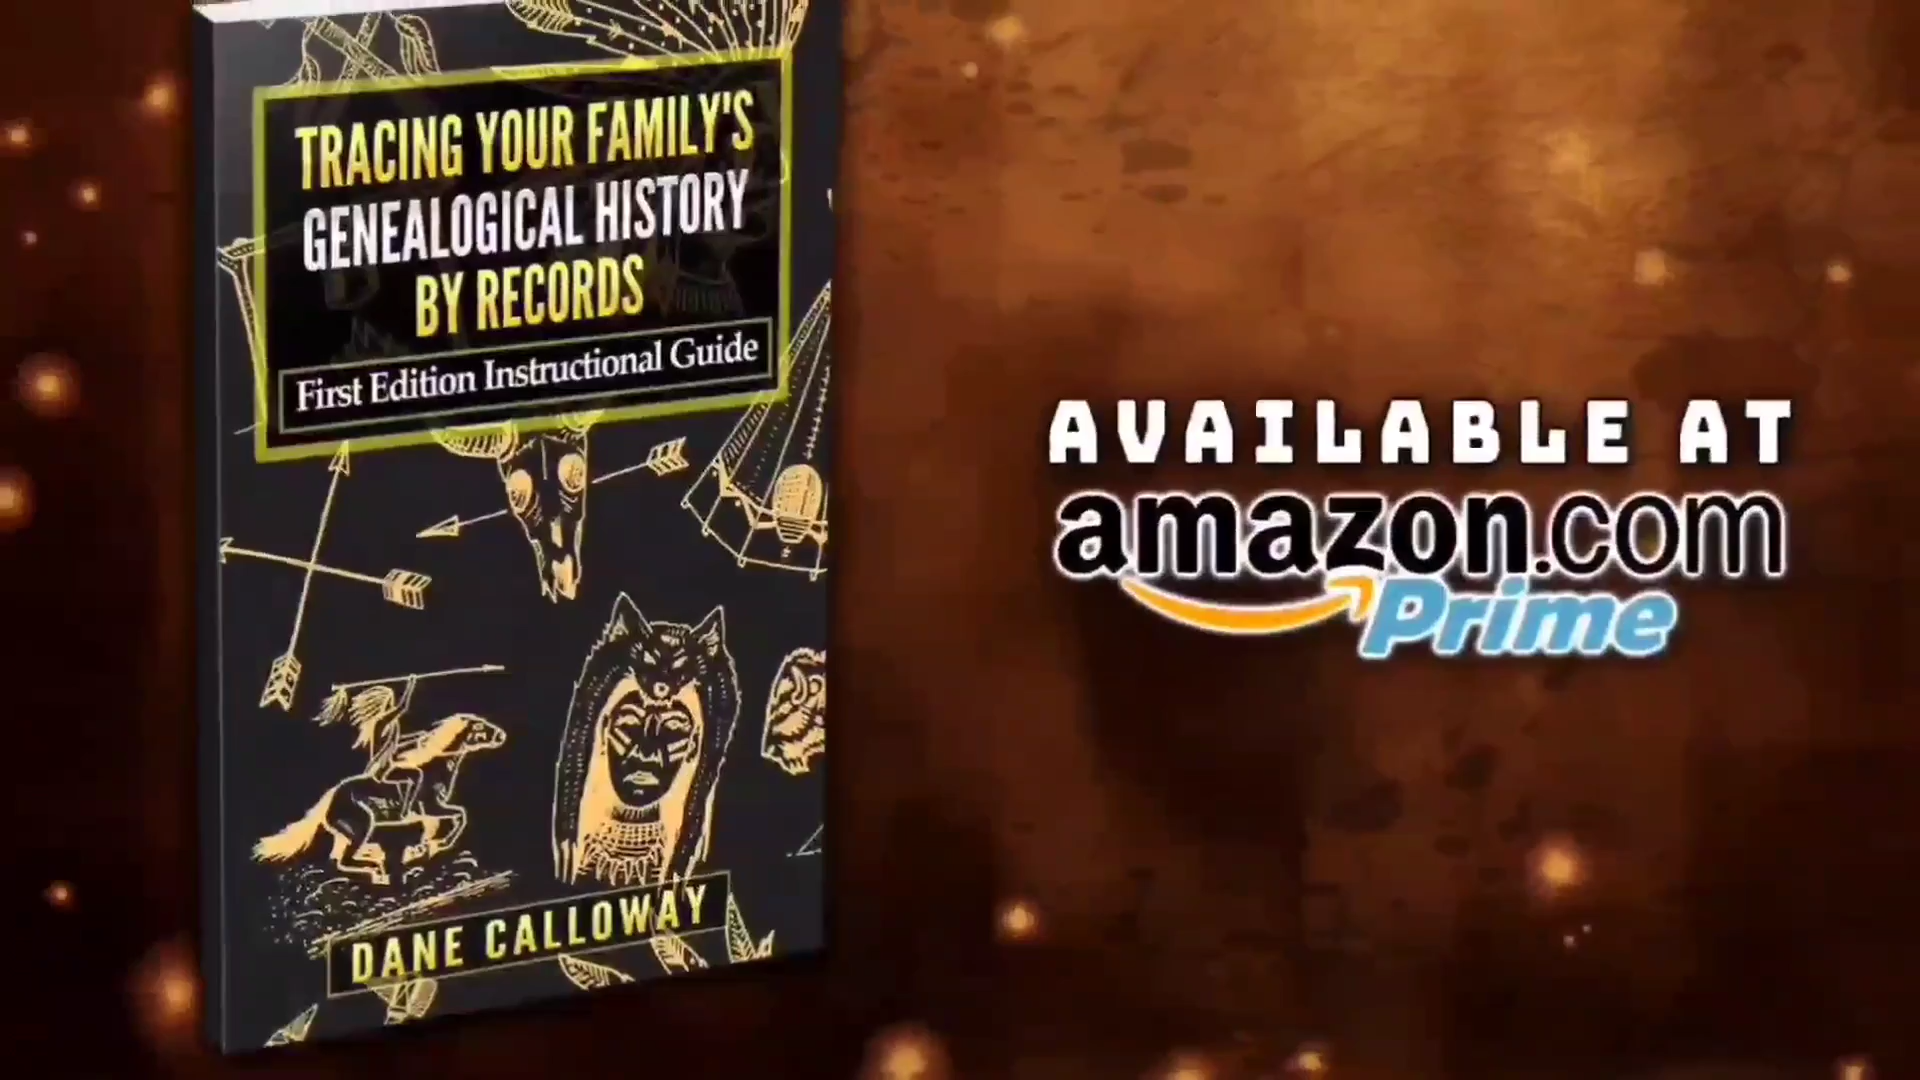 TRACING YOUR FAMILY'S
GENEALOGICAL HISTORY
BY RECORDS
First Edition Instructional Guide
DANE CALLOWAY
AVAILABLE AT
amazon.com
Prime